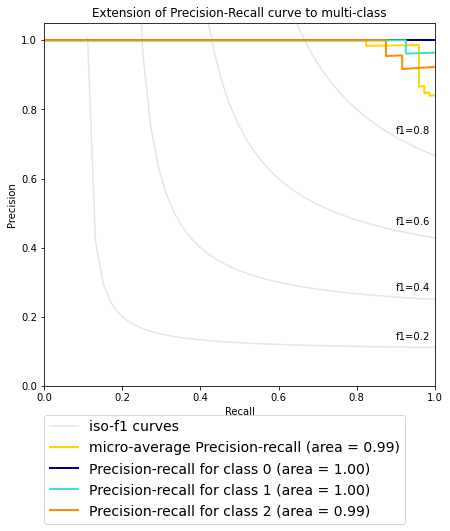 Extension of Precision-Recall curve to multi-class
1.0
0.8
0.6
0.4
0.2
0.0
Precision
f1=0.8
f1=0.6
f1=0.4
f1=0.2
0.0 0.2 0.4 0.6 0.8 1.0
Recall
iso-f1 curves
micro-average Precision-recall (area = 0.99)
Precision-recall for class 0 (area = 1.00)
Precision-recall for class 1 (area = 1.00)
Precision-recall for class 2 (area = 0.99)